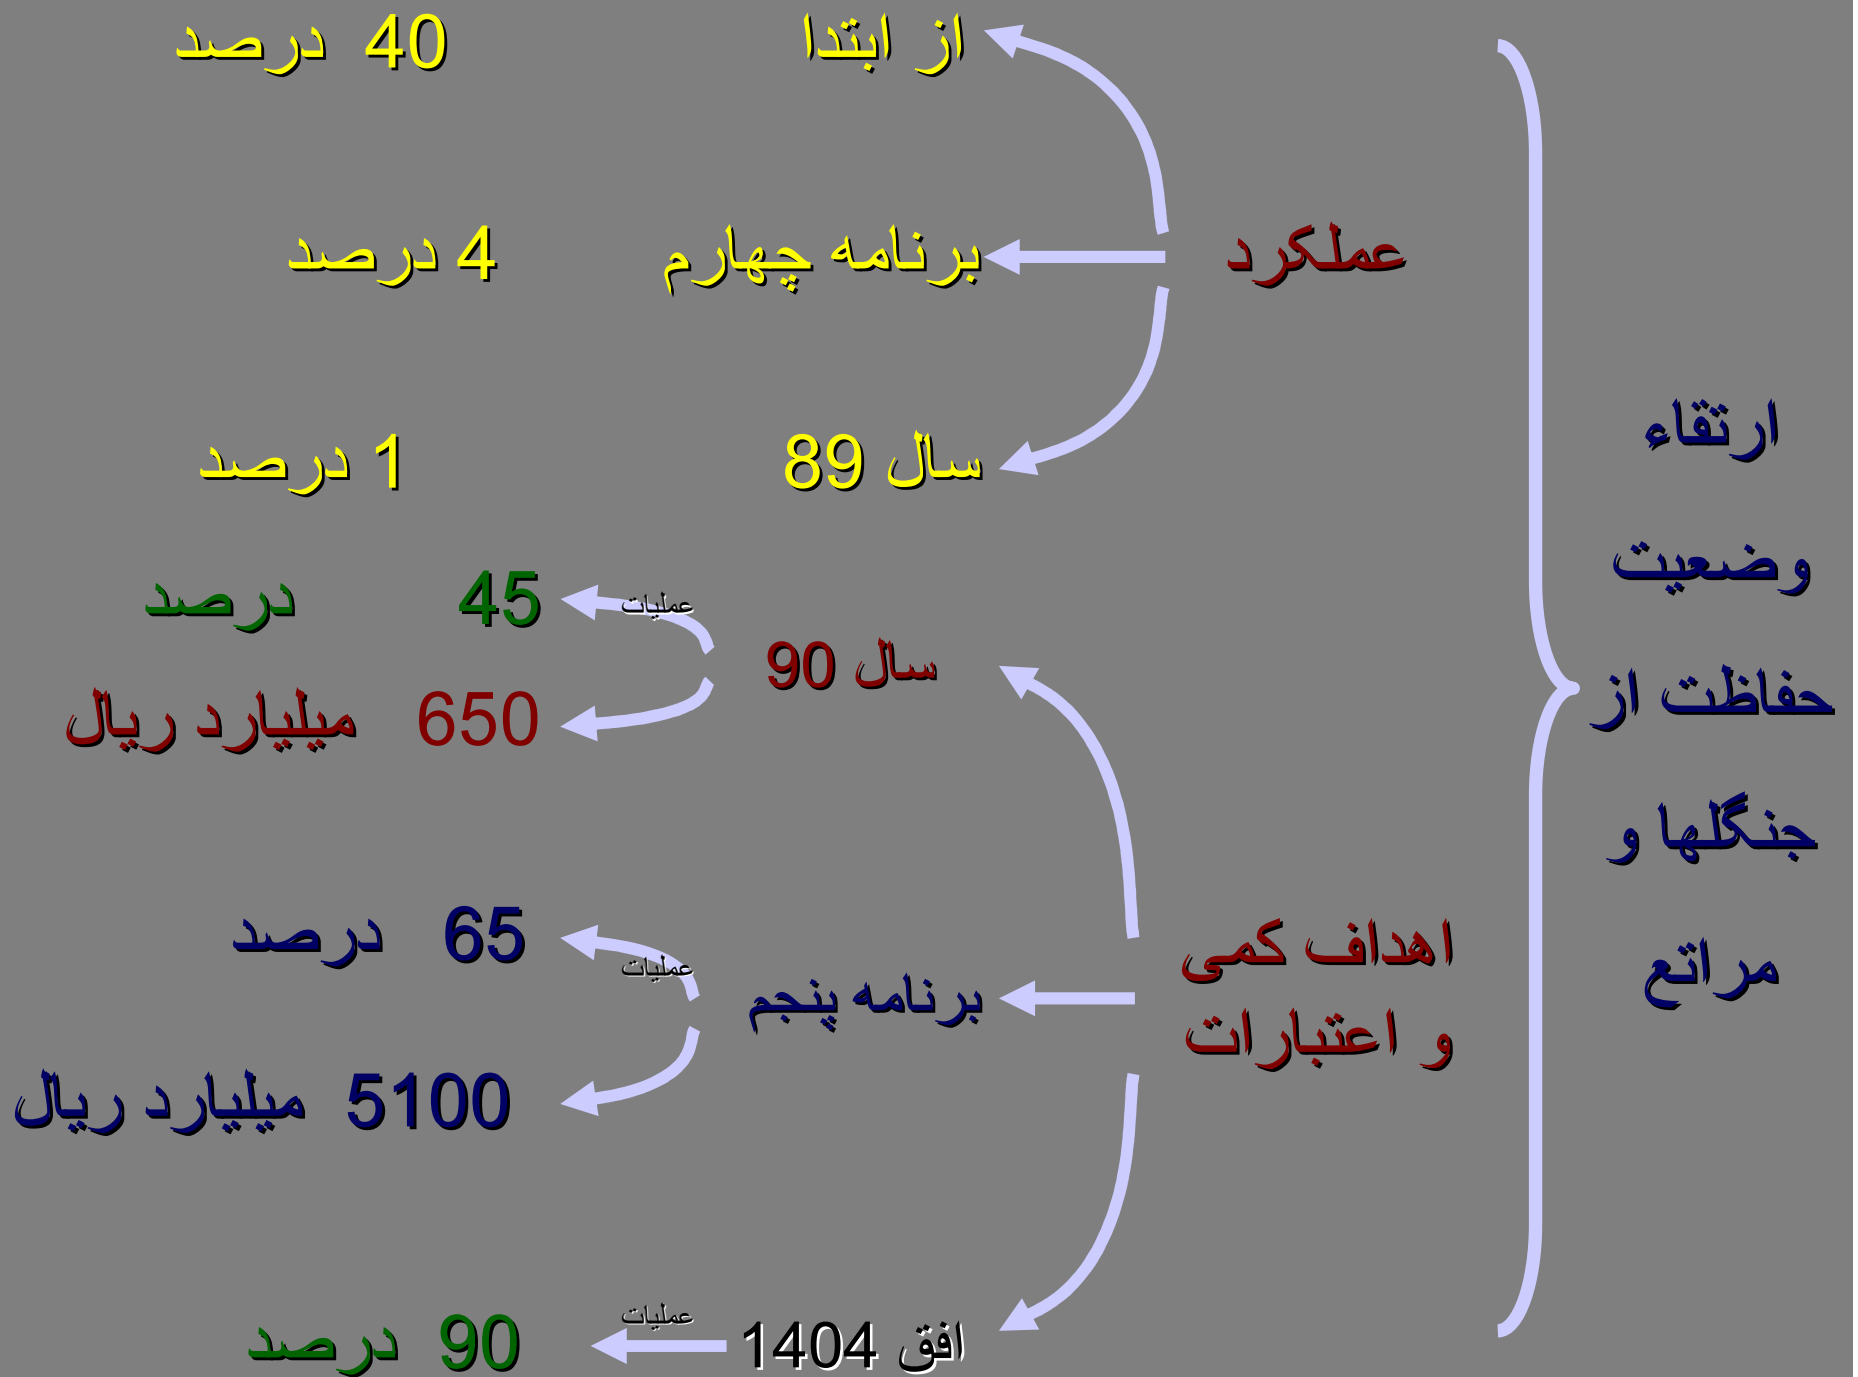 ارتقاء
وضعیت
حفاظت از
جنگلها و
مراتع
عملکرد
از ابتدا
40 درصد
برنامه چهارم
4 درصد
سال 89
1 درصد
اهداف کمی
و اعتبارات
سال 90
عملیات
45 درصد
650 میلیارد ریال
برنامه پنجم
عملیات
65 درصد
5100 میلیارد ریال
افق 1404
عملیات
90 درصد